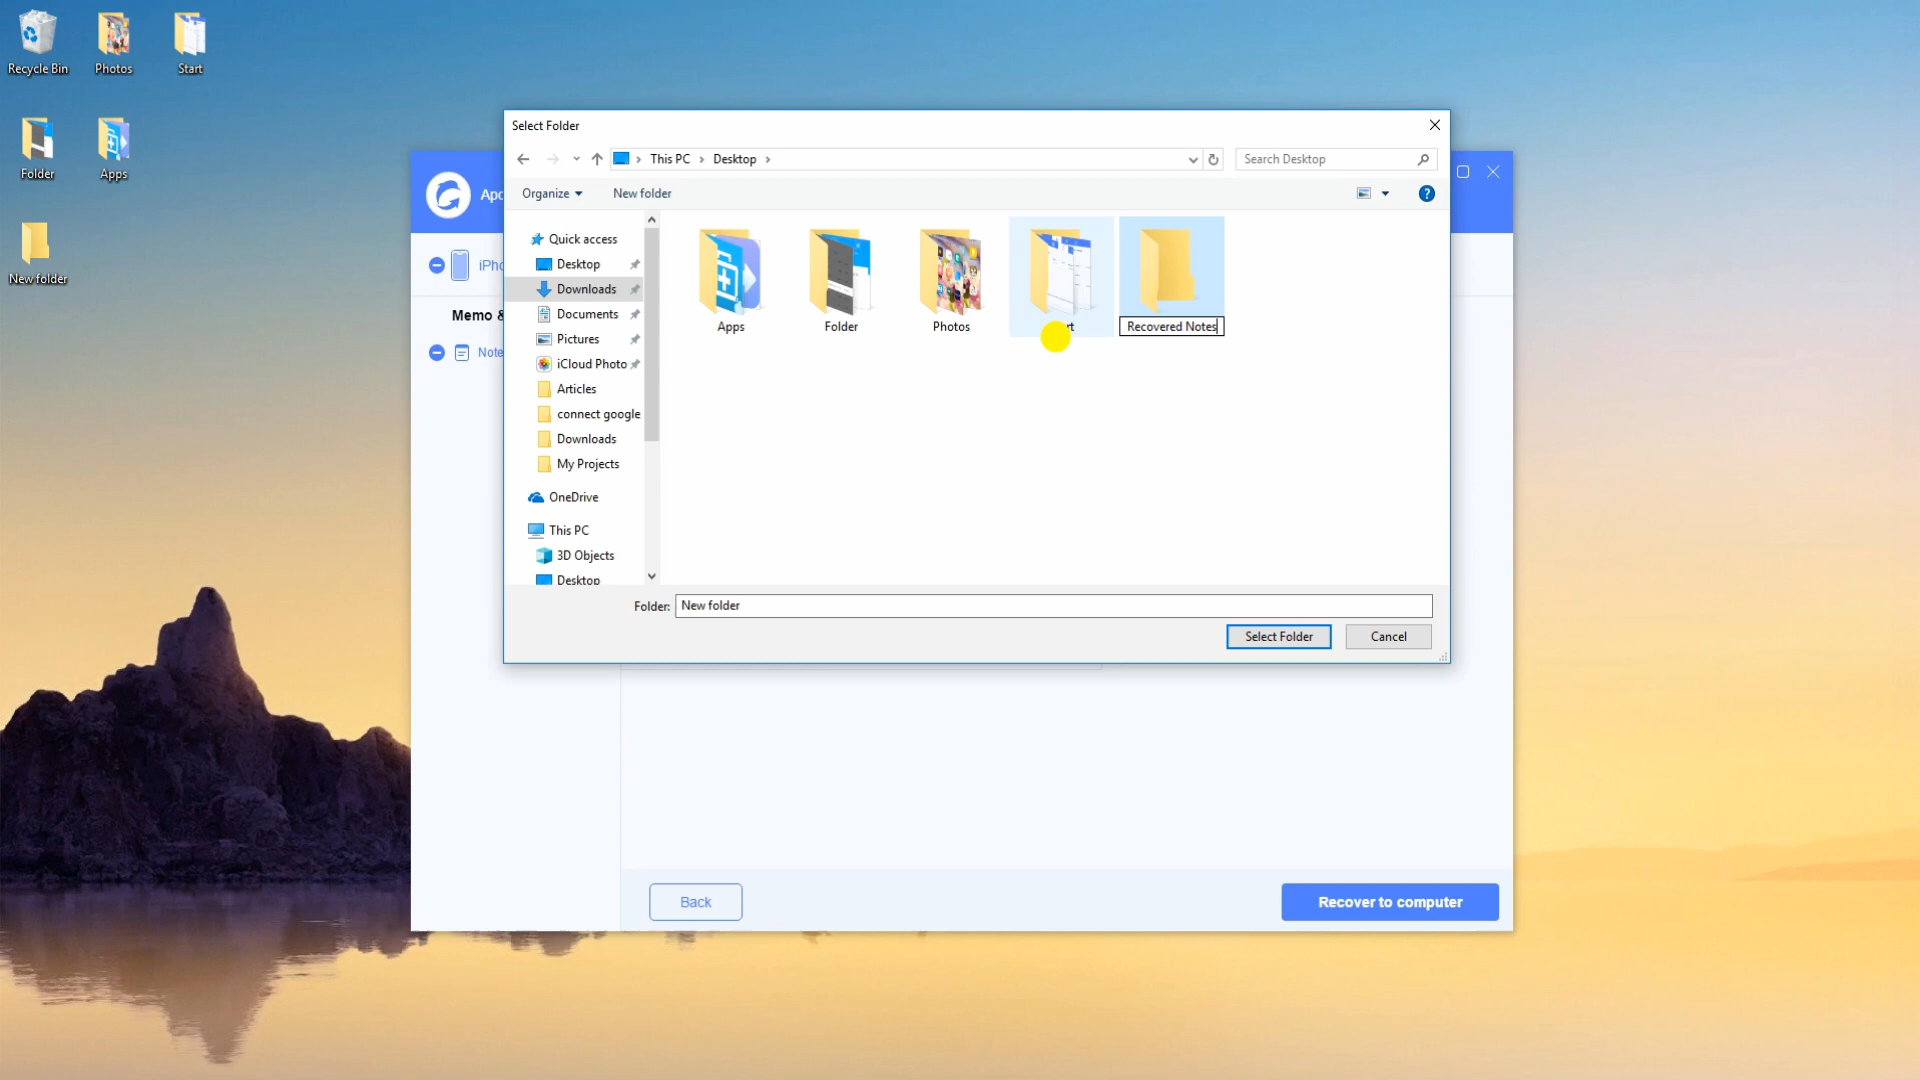 Recycle Bin
Photos
Start
Folder
Apps
New folder
Select Folder
This PC
Desktop
Search Desktop
Organize
New folder
Quick access
Desktop
Downloads
Documents
Pictures
iCloud Photo
Articles
connect google
Downloads
My Projects
OneDrive
This PC
3D Objects
Desktop
Apps
Folder
Photos
Recovered Notes
Folder: New folder
Select Folder
Cancel
Memo &
Back
Recover to computer